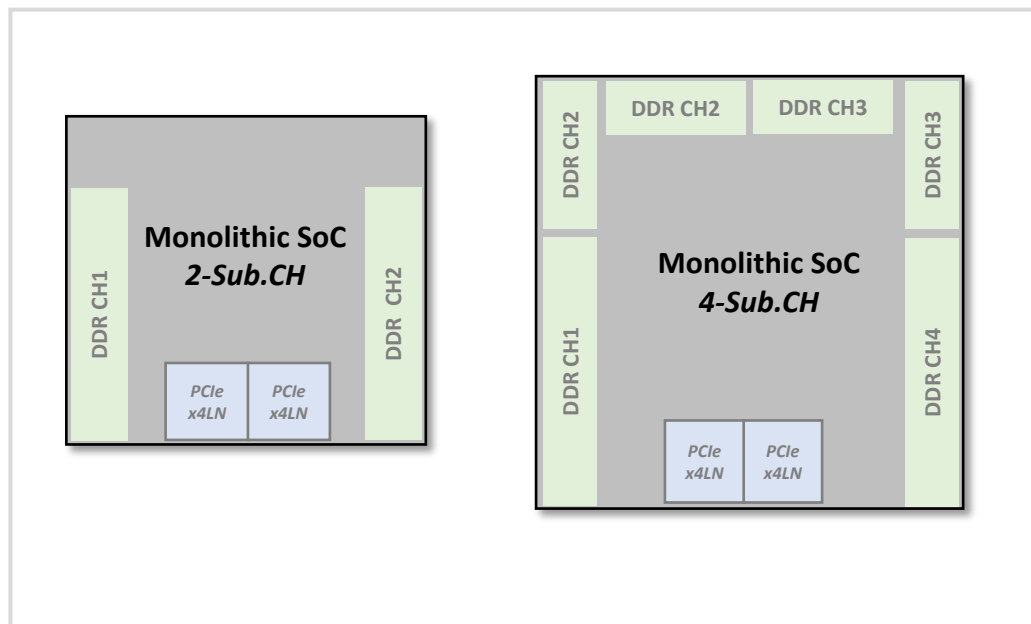 Monolithic SoC
2-Sub.CH
DDR CH1
DDR CH2
PCIe
x4LN
PCIe
x4LN
DDR CH2
DDR CH2
DDR CH3
DDR CH3
Monolithic SoC
4-Sub.CH
DDR CH1
DDR CH4
PCIe
x4LN
PCIe
x4LN